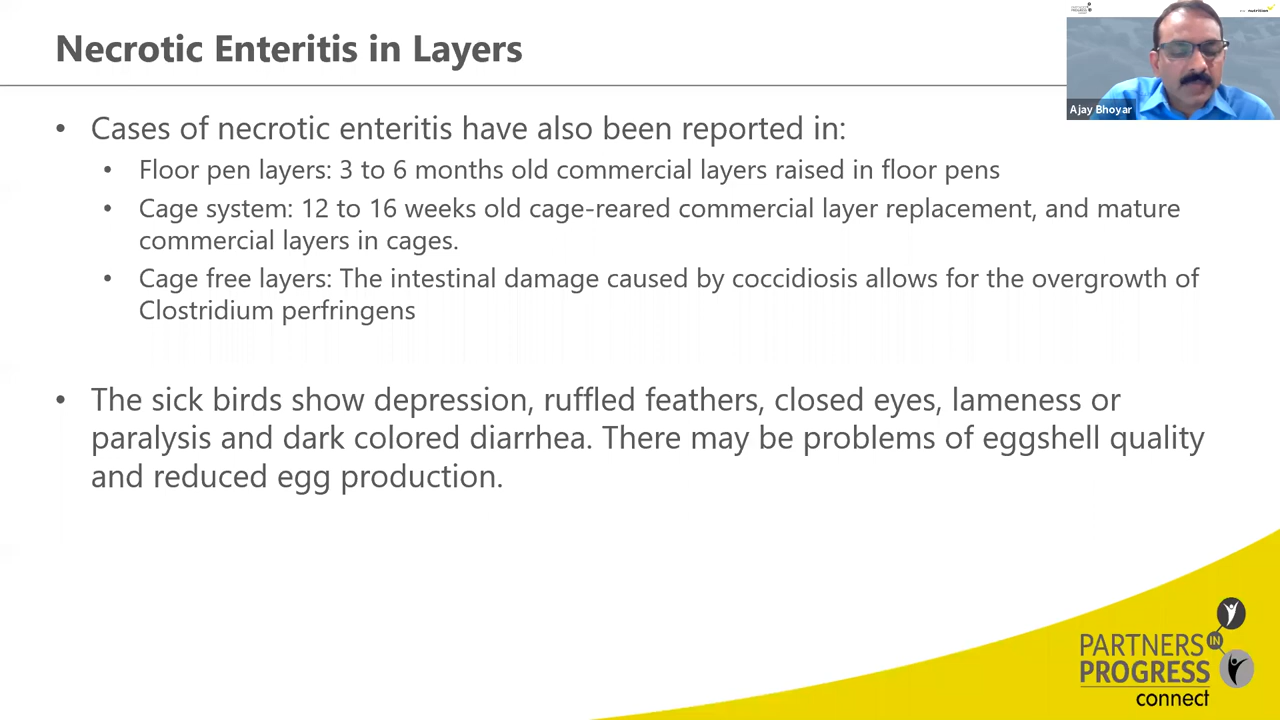 Necrotic Enteritis in Layers
Ajay Bhoyar
• Cases of necrotic enteritis have also been reported in:
• Floor pen layers: 3 to 6 months old commercial layers raised in floor pens
• Cage system: 12 to 16 weeks old cage-reared commercial layer replacement, and mature
commercial layers in cages.
• Cage free layers: The intestinal damage caused by coccidiosis allows for the overgrowth of
Clostridium perfringens
• The sick birds show depression, ruffled feathers, closed eyes, lameness or
paralysis and dark colored diarrhea. There may be problems of eggshell quality
and reduced egg production.
PARTNERS
IN
PROGRESS
connect